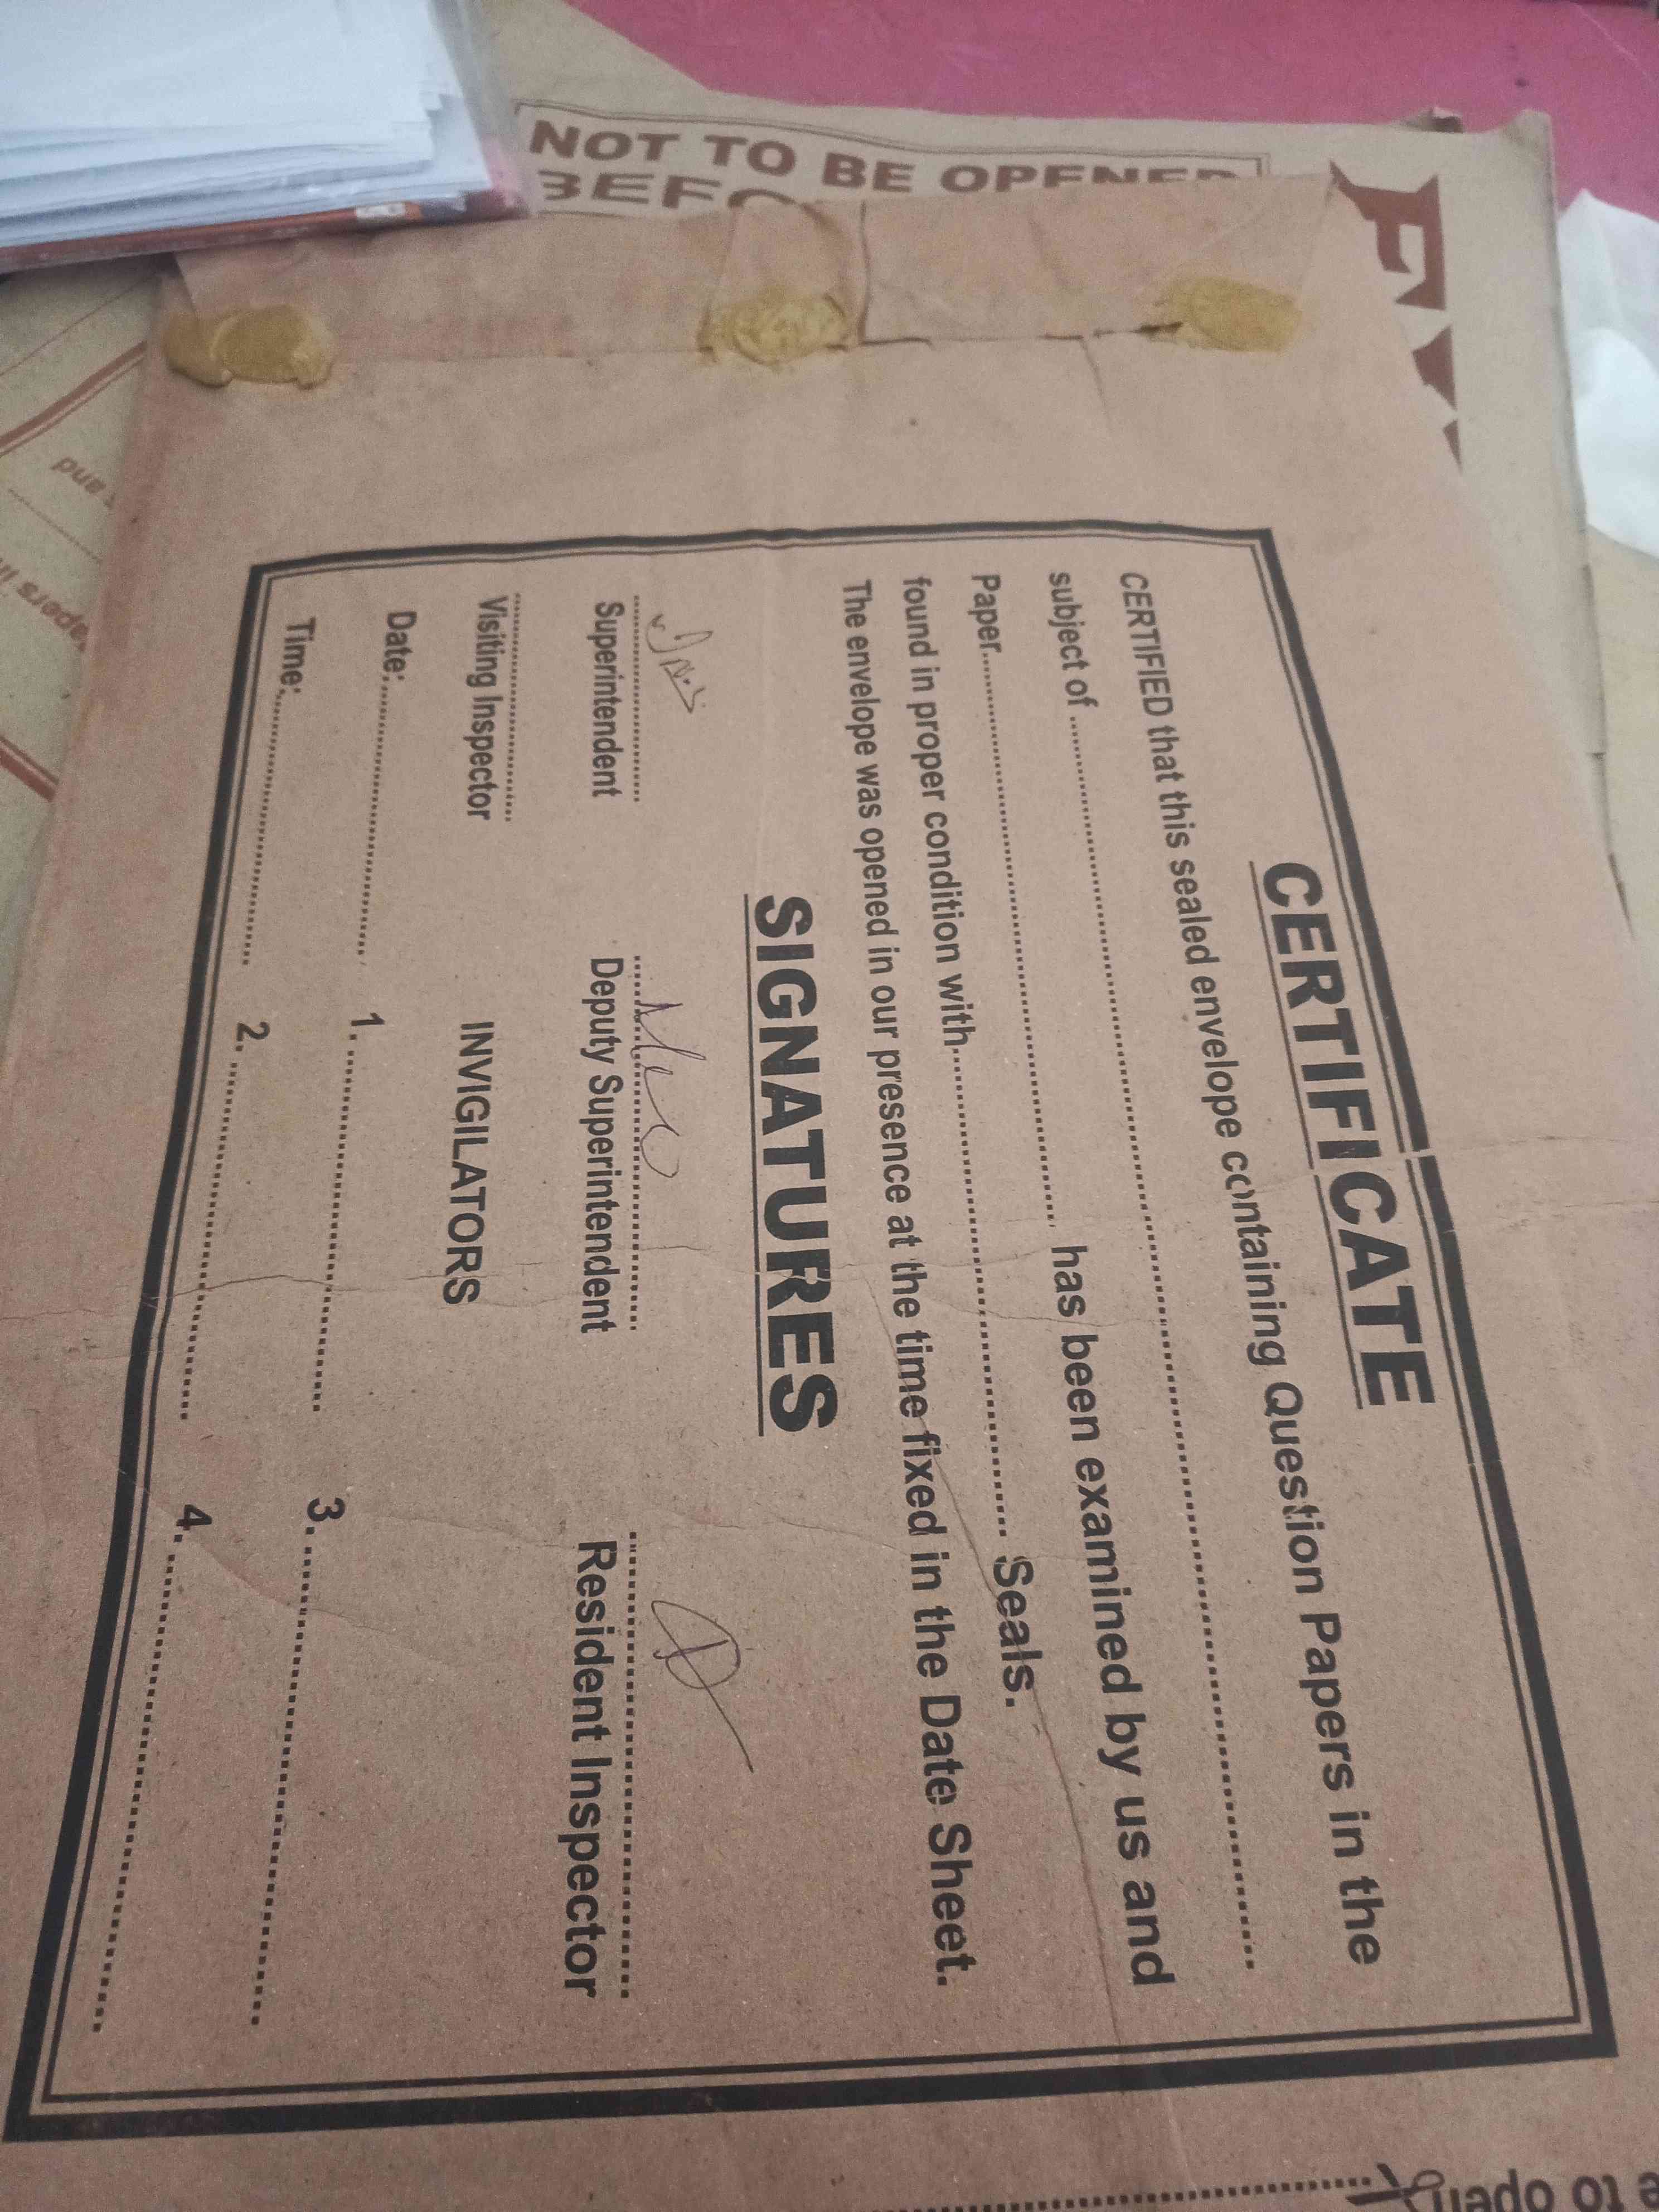 NOT TO BE OPENED
CERTIFICATE
CERTIFIED that this sealed envelope containing Question Papers in the
subject of ..........................................................................
Paper............................................ has been examined by us and
found in proper condition with............................................ Seals.
The envelope was opened in our presence at the time fixed in the Date Sheet.
SIGNATURES
Superintendent Deputy Superintendent Resident Inspector
Visiting Inspector INVIGILATORS
Date:............................ 1. ............................ 3. ............................
Time:............................ 2. ............................ 4. ............................
and